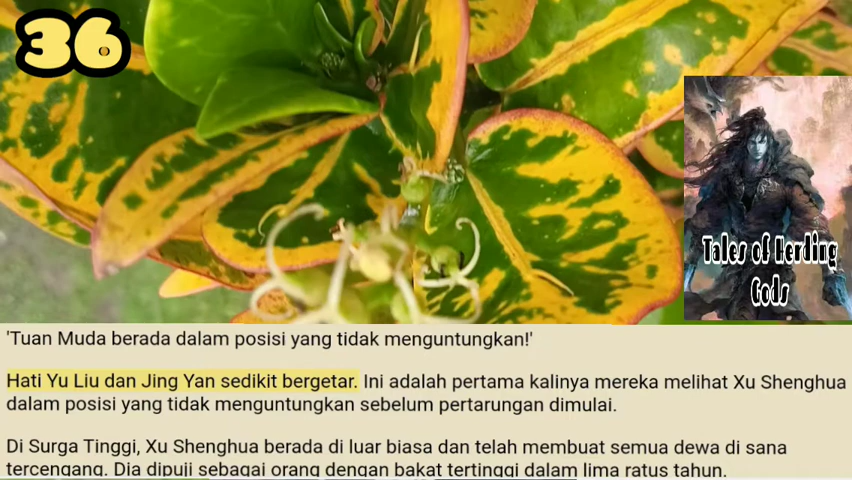 36
Tales of Herding
Gods
'Tuan Muda berada dalam posisi yang tidak menguntungkan!'
Hati Yu Liu dan Jing Yan sedikit bergetar. Ini adalah pertama kalinya mereka melihat Xu Shenghua
dalam posisi yang tidak menguntungkan sebelum pertarungan dimulai.
Di Surga Tinggi, Xu Shenghua berada di luar biasa dan telah membuat semua dewa di sana
tercengang. Dia dipuji sebagai orang dengan bakat tertinggi dalam lima ratus tahun.